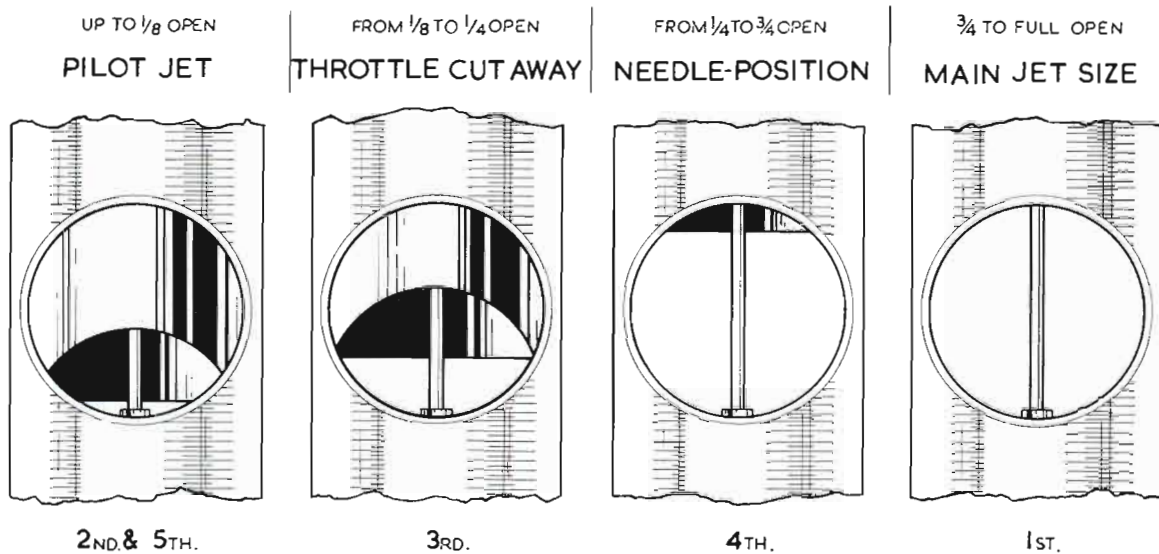 UP TO 1/8 OPEN
PILOT JET
FROM 1/8 TO 1/4 OPEN
THROTTLE CUT AWAY
FROM 1/4 TO 3/4 OPEN
NEEDLE-POSITION
3/4 TO FULL OPEN
MAIN JET SIZE
2ND. & 5TH.
3RD.
4TH.
1ST.